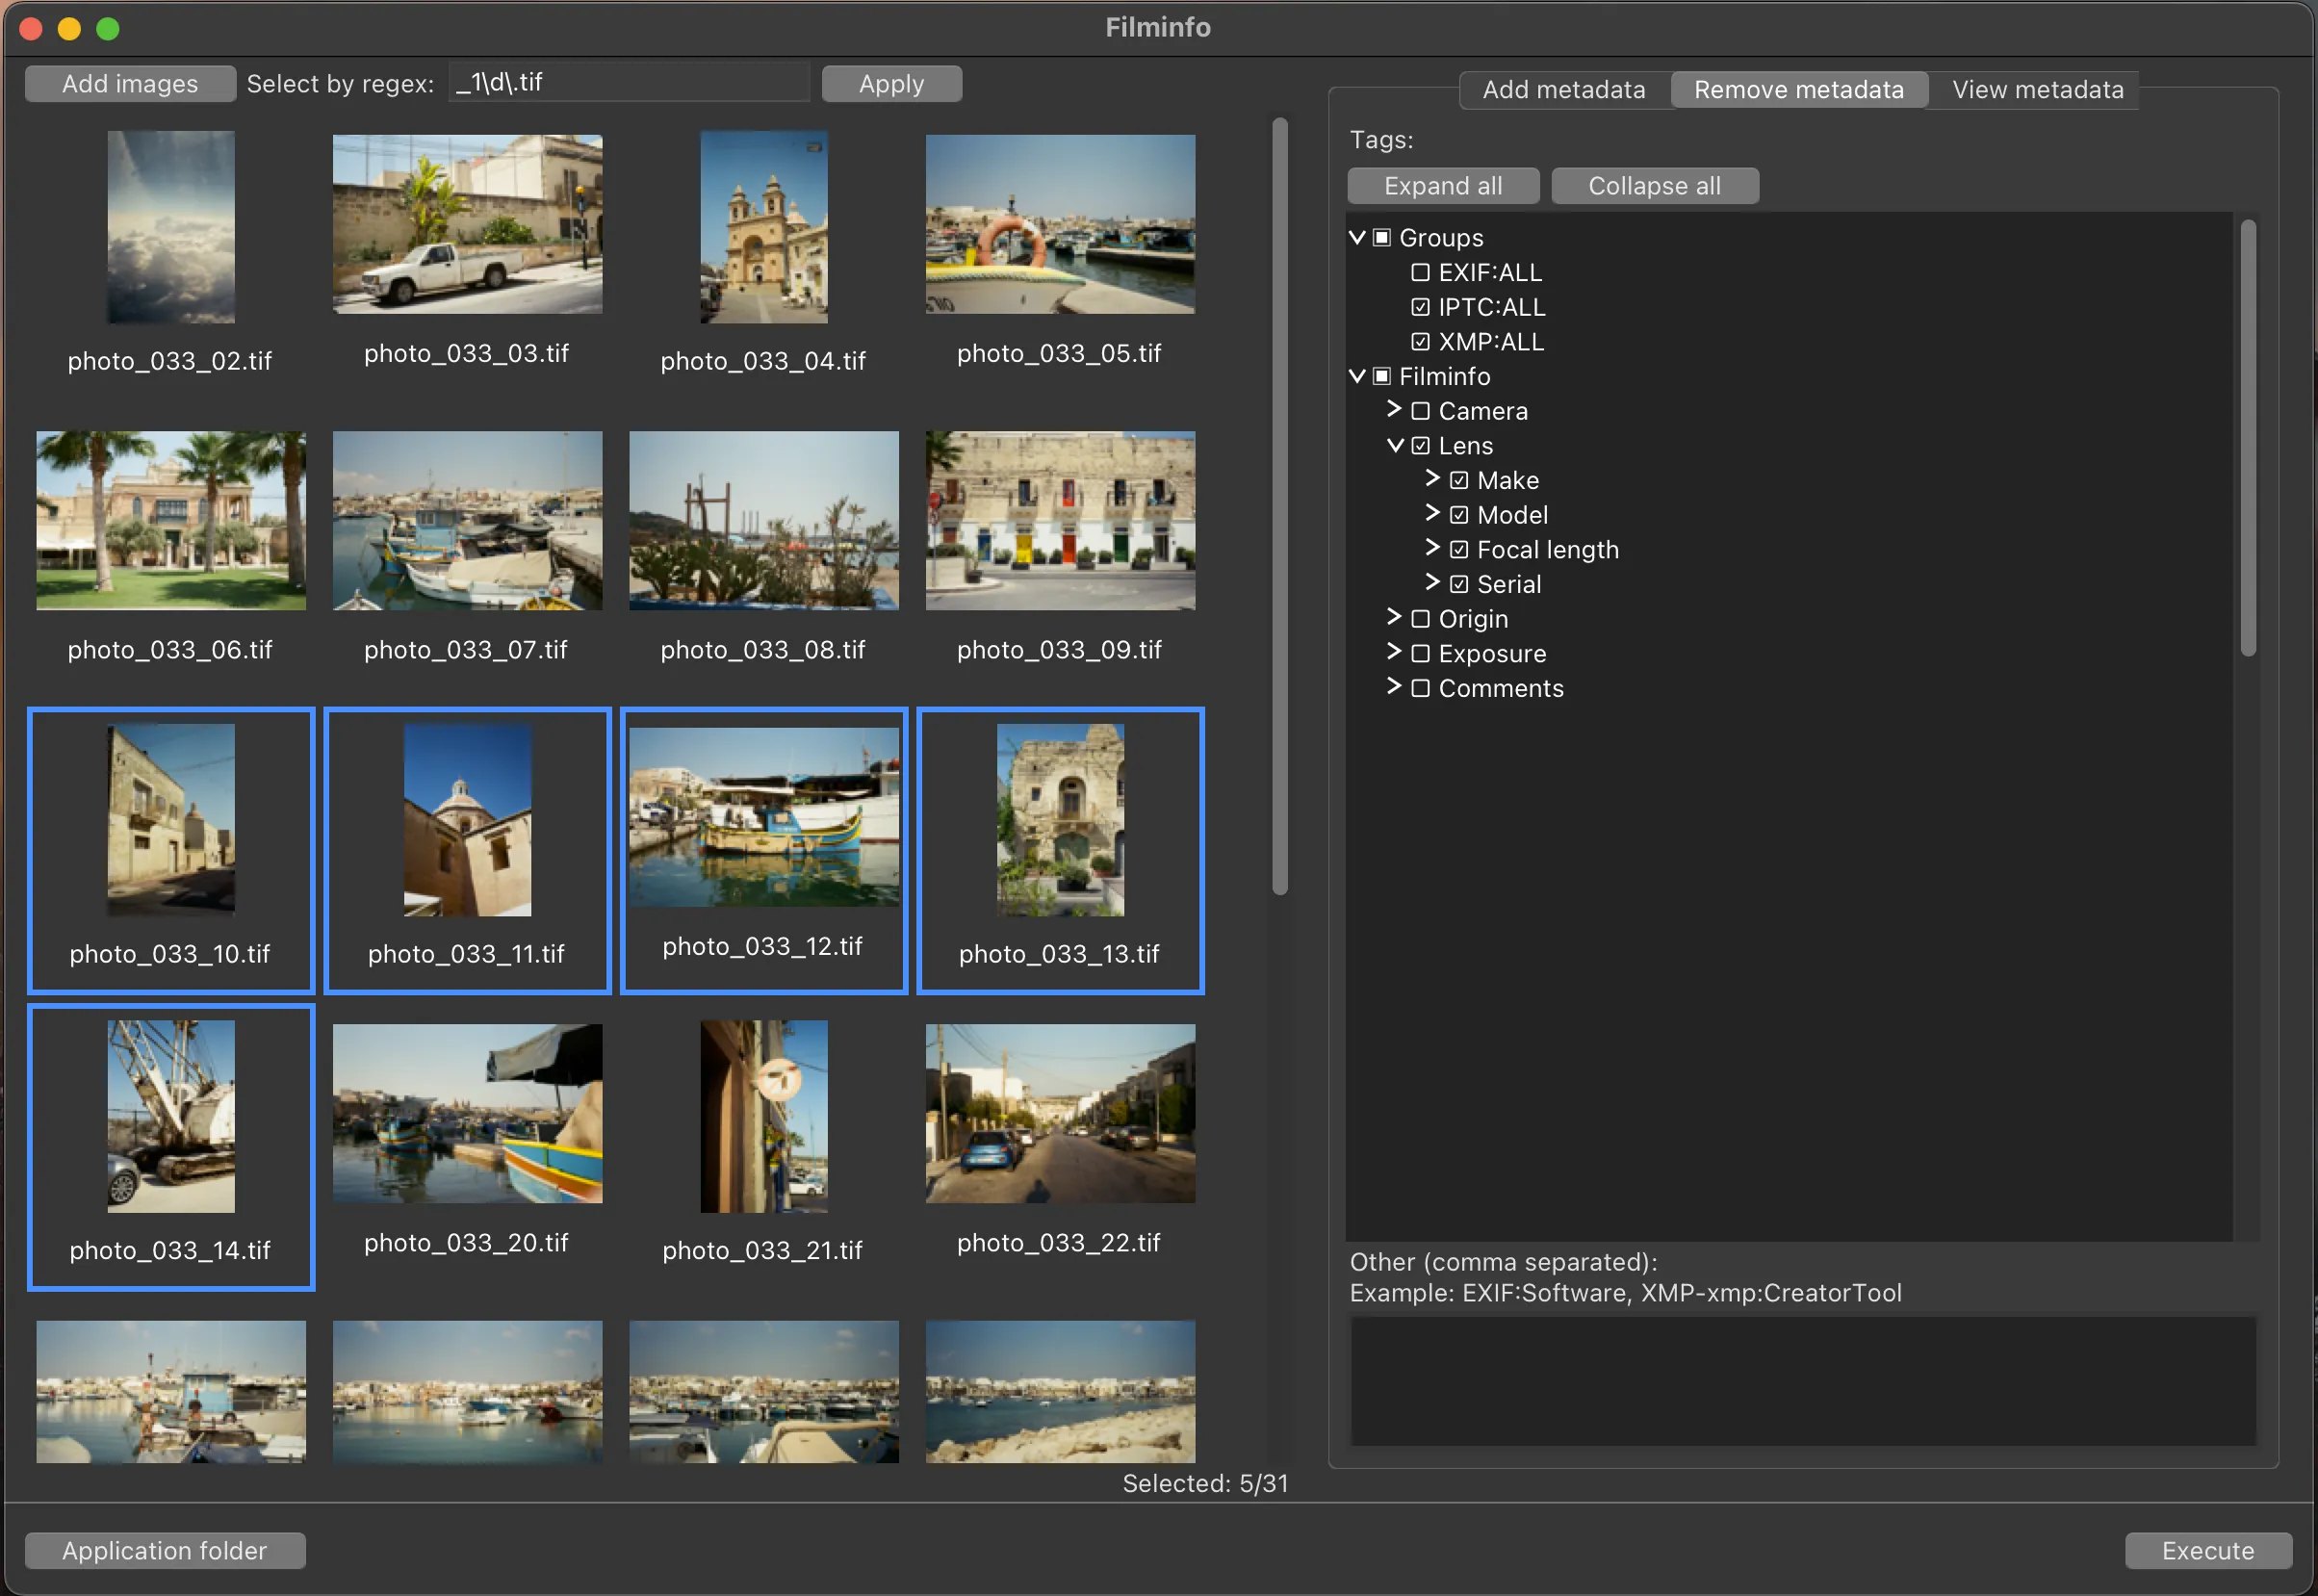 Filminfo
Add images Select by regex: _1\d\.tif Apply
photo_033_02.tif photo_033_03.tif photo_033_04.tif photo_033_05.tif
photo_033_06.tif photo_033_07.tif photo_033_08.tif photo_033_09.tif
photo_033_10.tif photo_033_11.tif photo_033_12.tif photo_033_13.tif
photo_033_14.tif photo_033_20.tif photo_033_21.tif photo_033_22.tif
Selected: 5/31
Add metadata Remove metadata View metadata
Tags:
Expand all Collapse all
Groups
EXIF:ALL
IPTC:ALL
XMP:ALL
Filminfo
Camera
Lens
Make
Model
Focal length
Serial
Origin
Exposure
Comments
Other (comma separated):
Example: EXIF:Software, XMP-xmp:CreatorTool
Application folder Execute